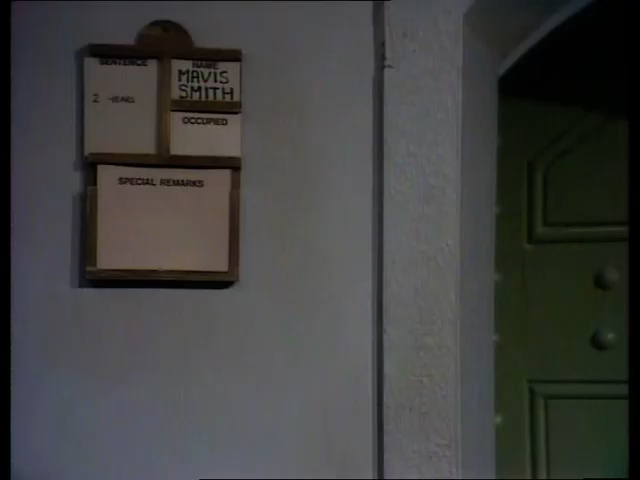 SENTENCE
2 YEARS
NAME
MAVIS
SMITH
OCCUPIED
SPECIAL REMARKS